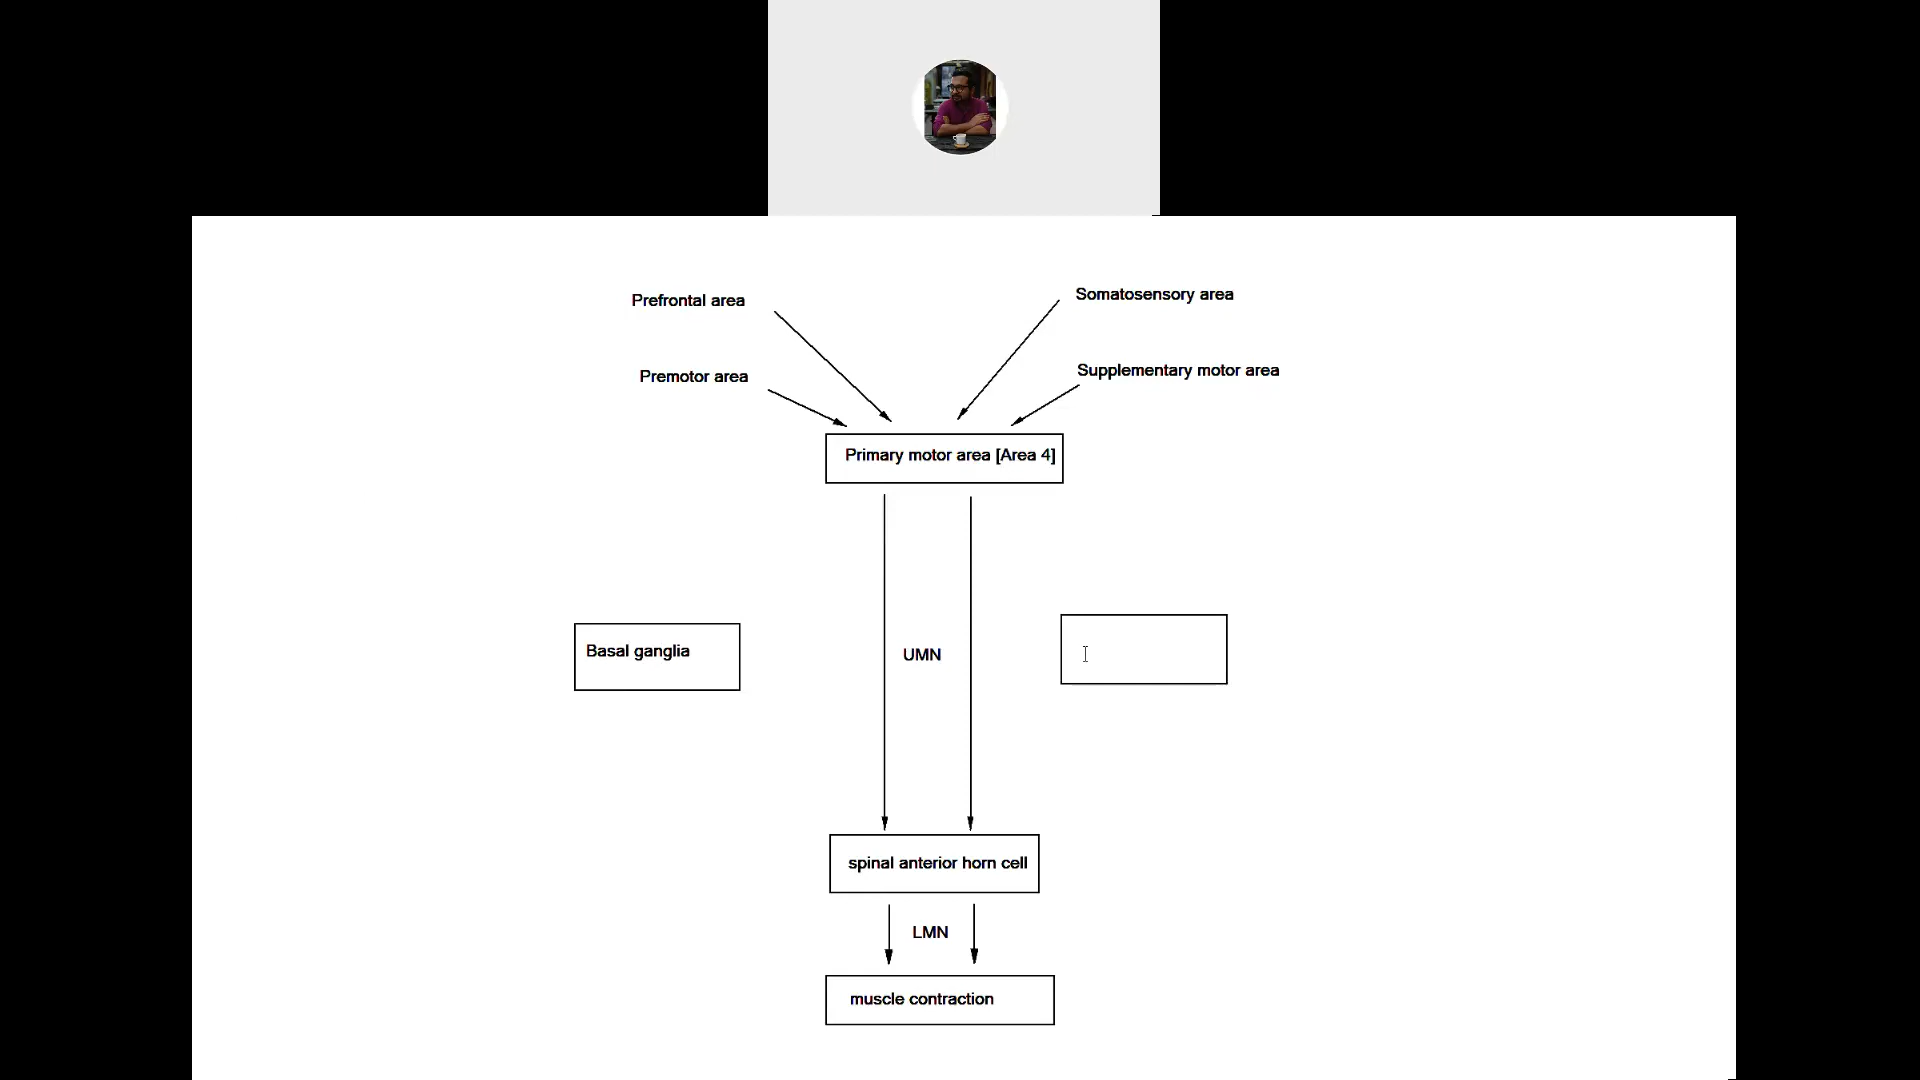 Prefrontal area
Somatosensory area
Premotor area
Supplementary motor area
Primary motor area [Area 4]
Basal ganglia
UMN
spinal anterior horn cell
LMN
muscle contraction